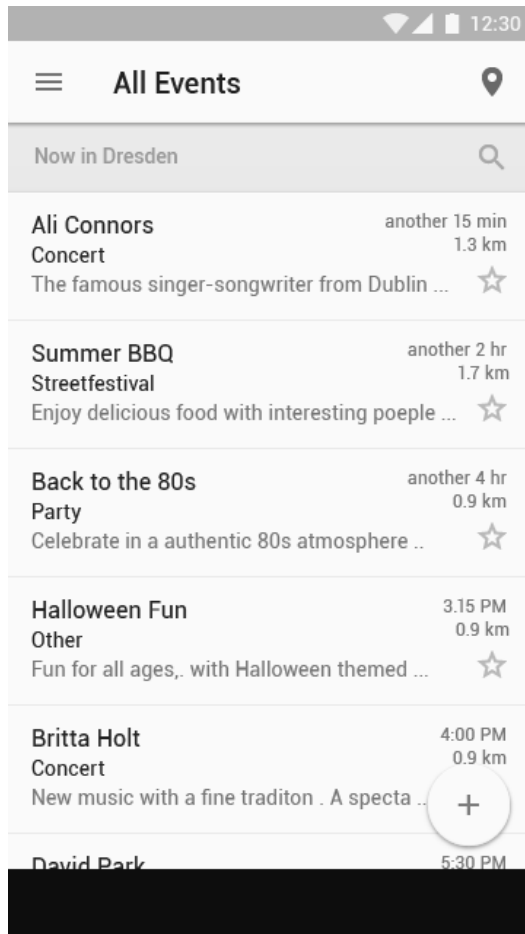 12:30
All Events
Now in Dresden
Ali Connors
another 15 min
Concert
1.3 km
The famous singer-songwriter from Dublin ...
Summer BBQ
another 2 hr
Streetfestival
1.7 km
Enjoy delicious food with interesting poeple ...
Back to the 80s
another 4 hr
Party
0.9 km
Celebrate in a authentic 80s atmosphere ..
Halloween Fun
3.15 PM
Other
0.9 km
Fun for all ages,. with Halloween themed ...
Britta Holt
4:00 PM
Concert
0.9 km
New music with a fine traditon . A specta ..
+
David Park
5:30 PM